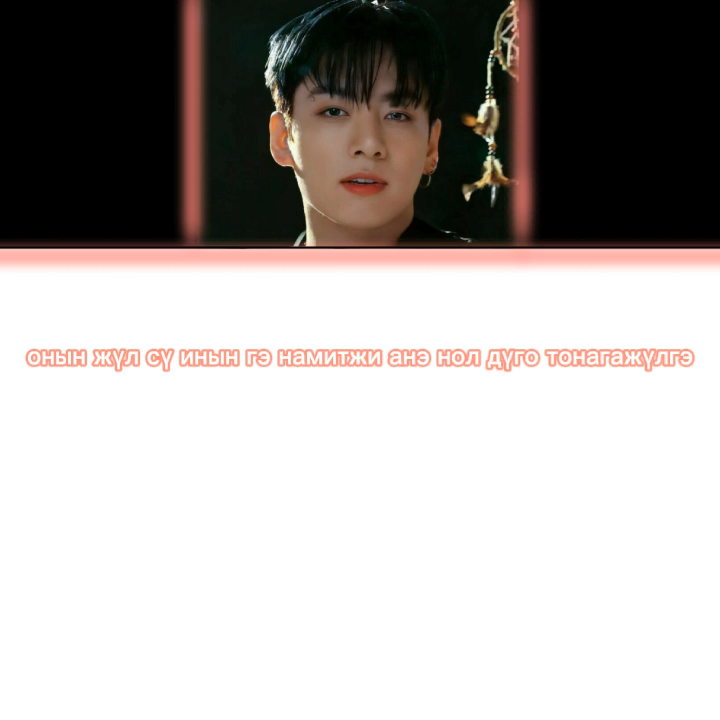 онын жүл сү инын гэ намитжи анэ нол дүго тонагажүлгэ